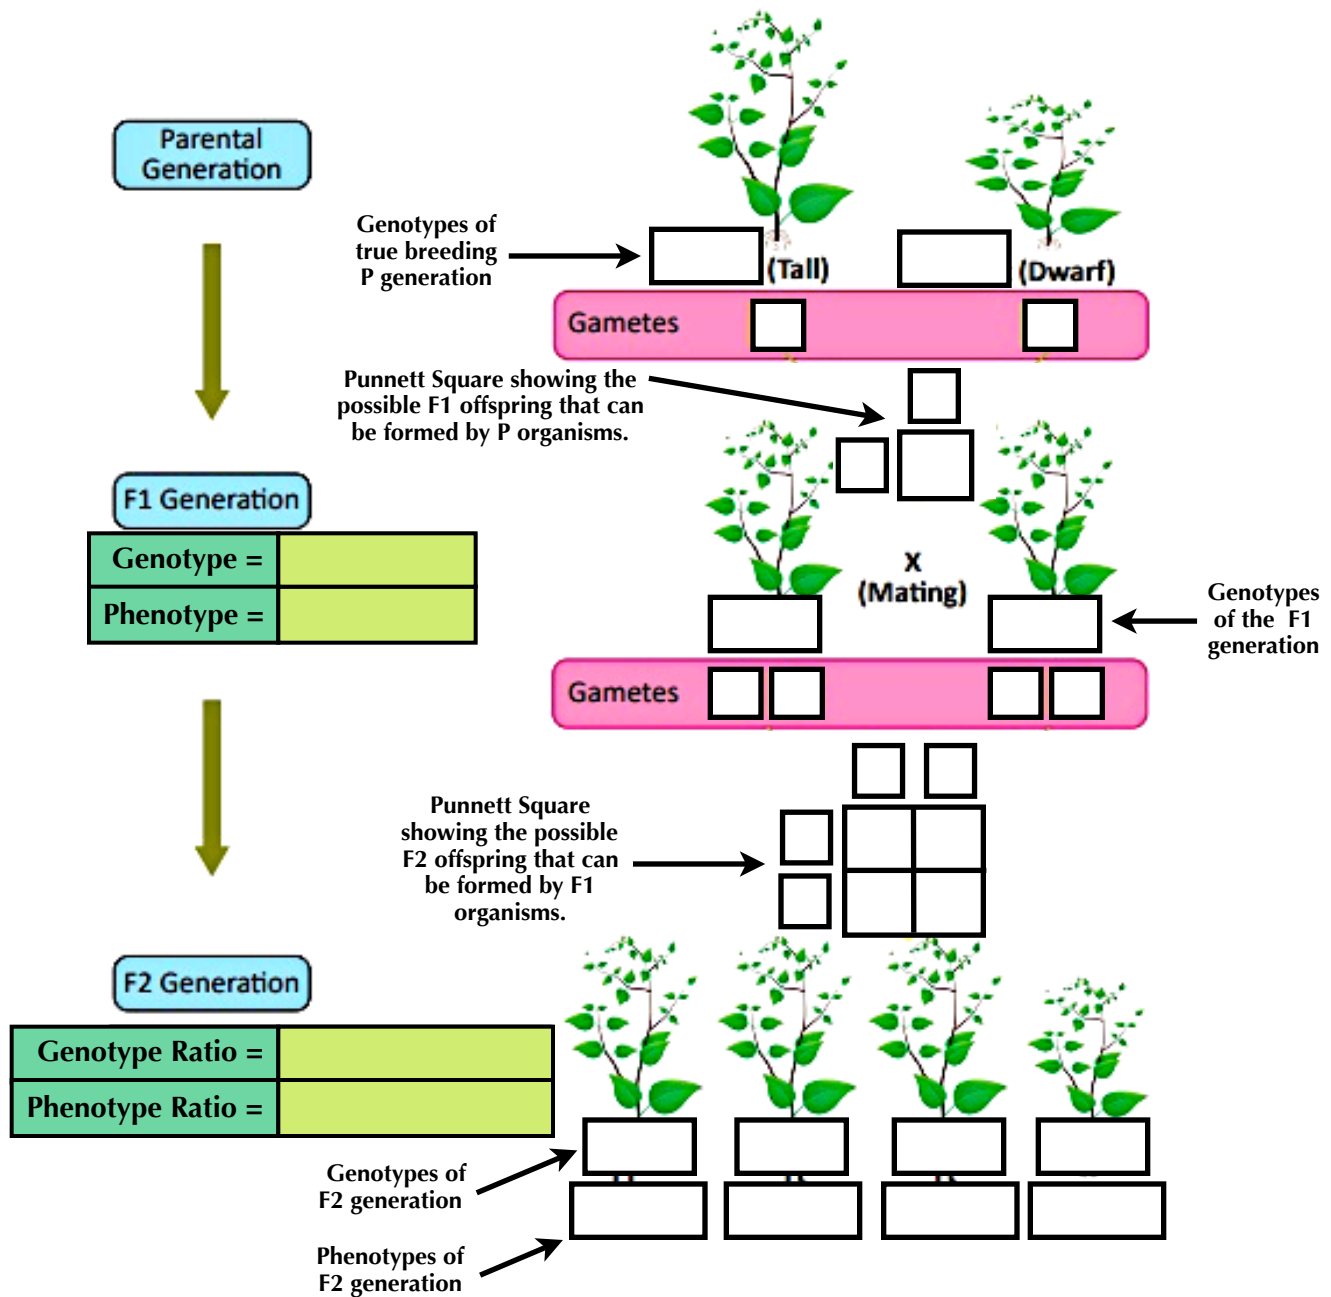 Parental
Generation
Genotypes of
true breeding
P generation
(Tall)
(Dwarf)
Gametes
Punnett Square showing the
possible F1 offspring that can
be formed by P organisms.
F1 Generation
Genotype =
Phenotype =
X
(Mating)
Genotypes
of the F1
generation
Gametes
Punnett Square
showing the possible
F2 offspring that can
be formed by F1
organisms.
F2 Generation
Genotype Ratio =
Phenotype Ratio =
Genotypes of
F2 generation
Phenotypes of
F2 generation